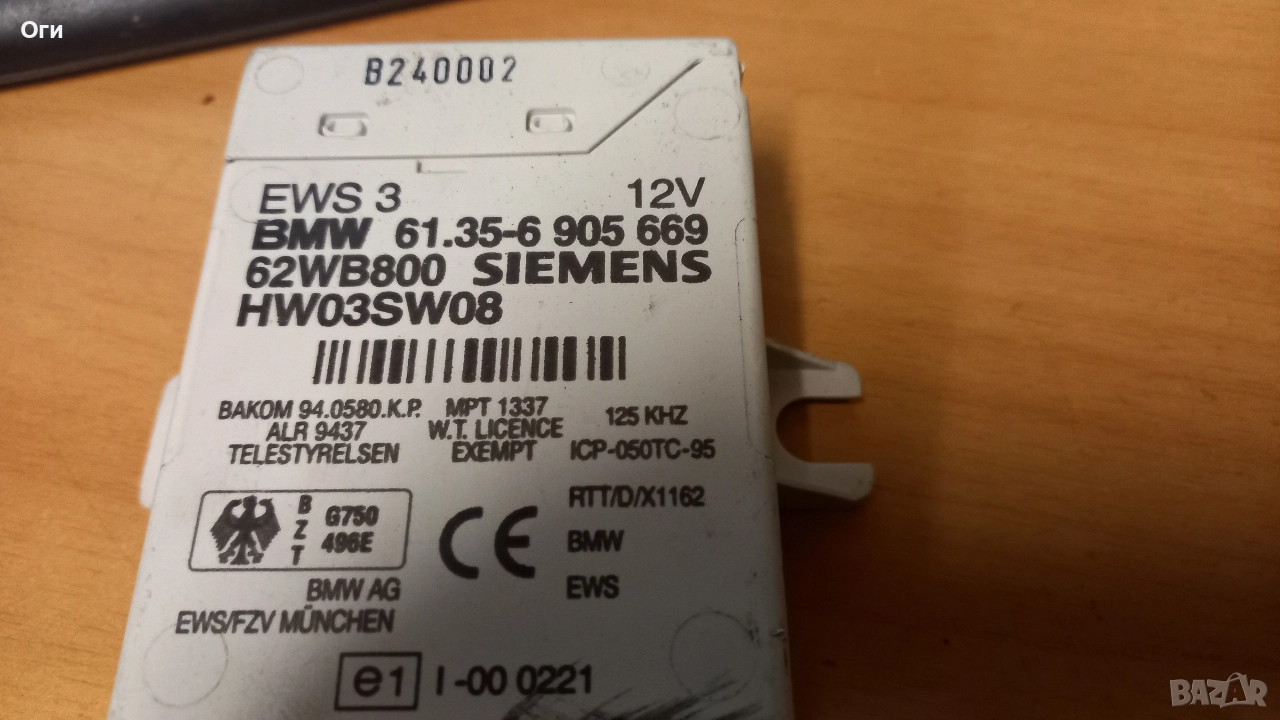 Оги
B240002
EWS 3 12V
BMW 61.35-6 905 669
62WB800 SIEMENS
HW03SW08
BAKOM 94.0580.K.P. MPT 1337 125 KHZ
ALR 9437 W.T. LICENCE
TELESTYRELSEN EXEMPT ICP-050TC-95
RTT/D/X1162
B Z T G750
496E
CE
BMW
BMW AG EWS
EWS/FZV MÜNCHEN
e1 I-00 0221
BAZAR